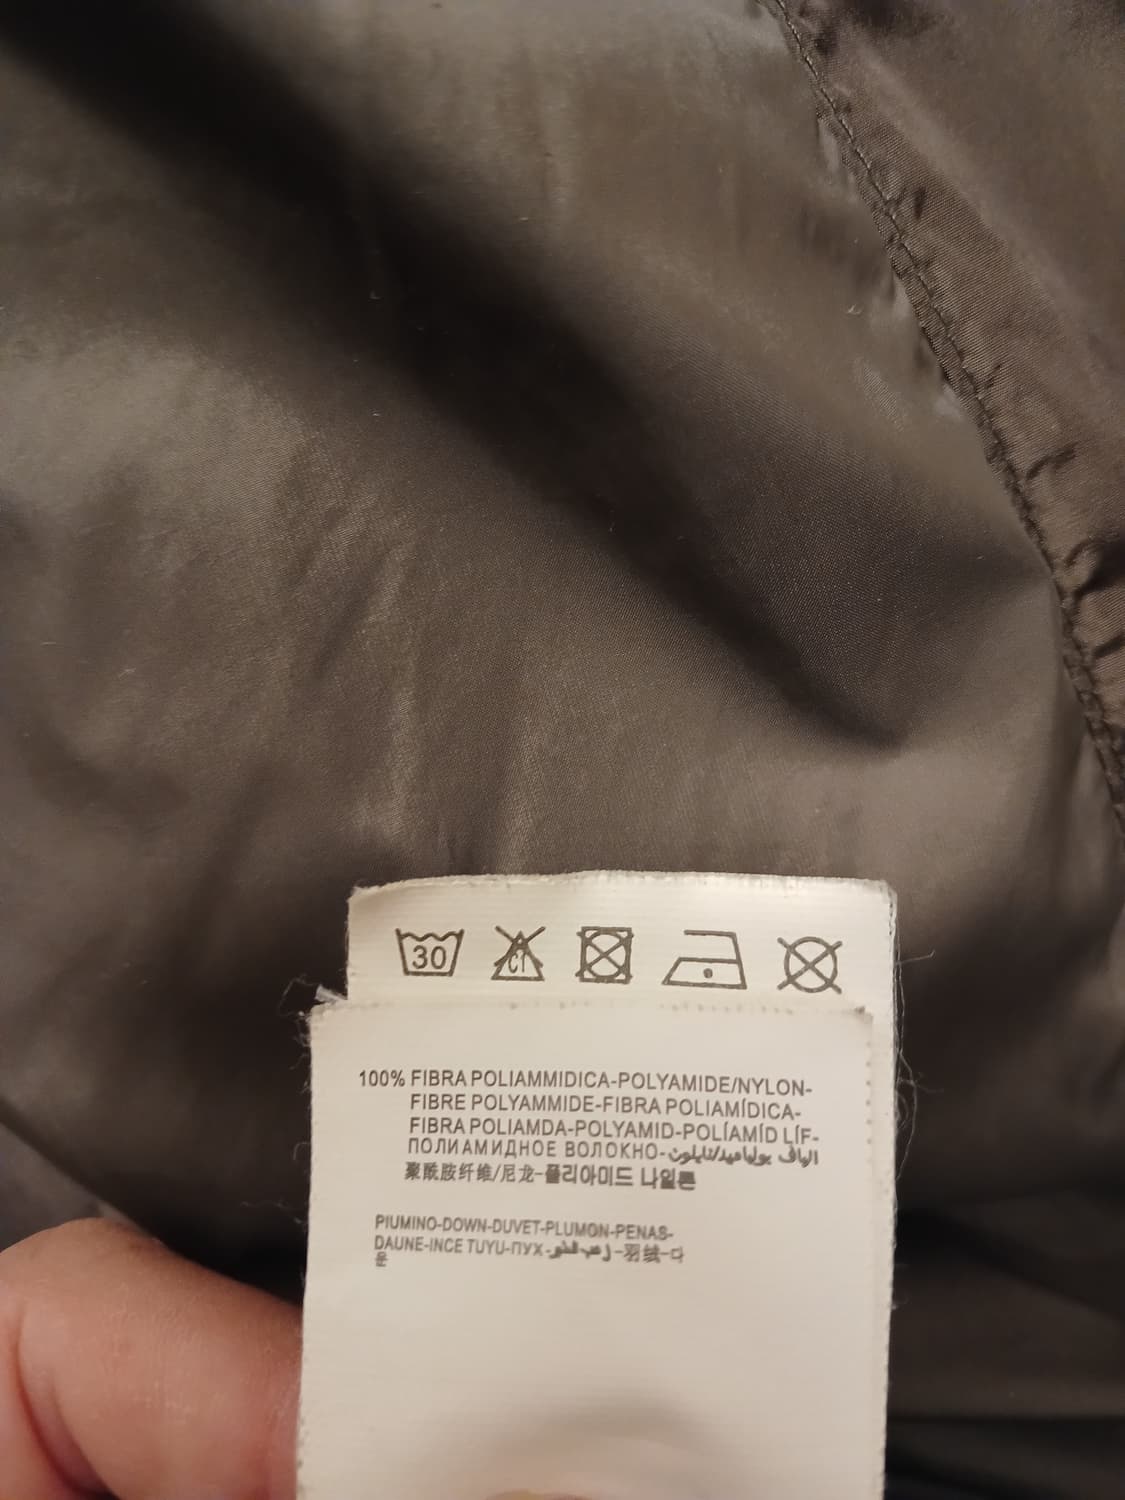 30
Cl
100% FIBRA POLIAMMIDICA-POLYAMIDE/NYLON-
FIBRE POLYAMMIDE-FIBRA POLIAMÍDICA-
FIBRA POLIAMDA-POLYAMID-POLÍAMÍD LÍF-
ПОЛИАМИДНОЕ ВОЛОКНО-الياف بولياميد/نايلون
聚酰胺纤维/尼龙-폴리아미드 나일론
PIUMINO-DOWN-DUVET-PLUMON-PENAS-
DAUNE-INCE TUYU-ПУХ-زغب الشو-羽绒-다
운